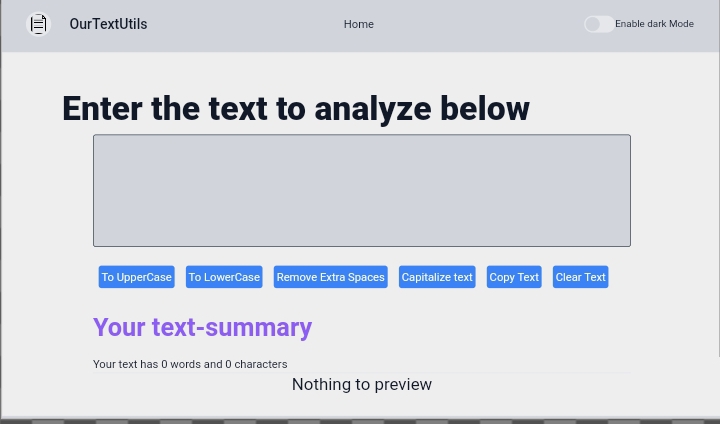 OurTextUtils Home Enable dark Mode
Enter the text to analyze below
To UpperCase To LowerCase Remove Extra Spaces Capitalize text Copy Text Clear Text
Your text-summary
Your text has 0 words and 0 characters
Nothing to preview